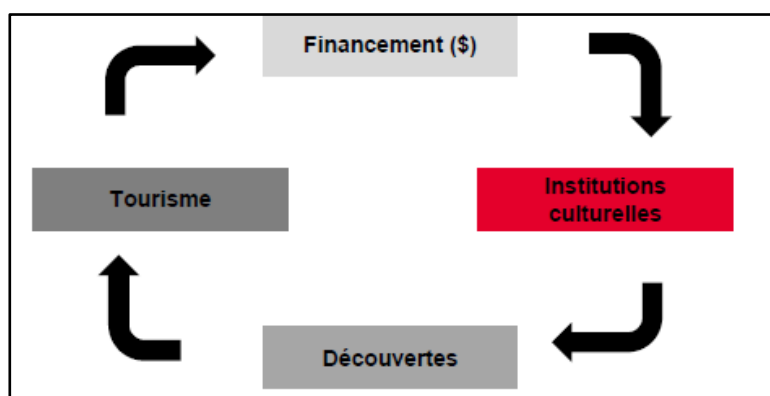 Financement ($)
Tourisme
Institutions
culturelles
Découvertes